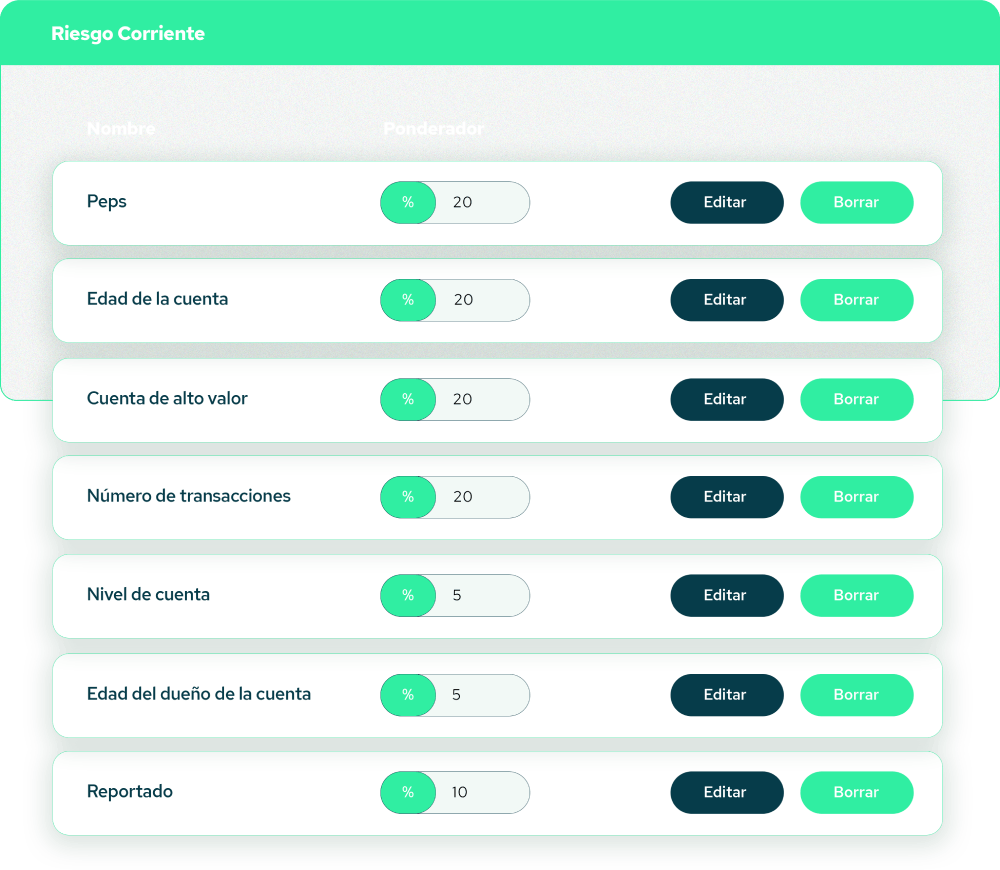 Riesgo Corriente
Nombre Ponderador
Peps % 20 Editar Borrar
Edad de la cuenta % 20 Editar Borrar
Cuenta de alto valor % 20 Editar Borrar
Número de transacciones % 20 Editar Borrar
Nivel de cuenta % 5 Editar Borrar
Edad del dueño de la cuenta % 5 Editar Borrar
Reportado % 10 Editar Borrar